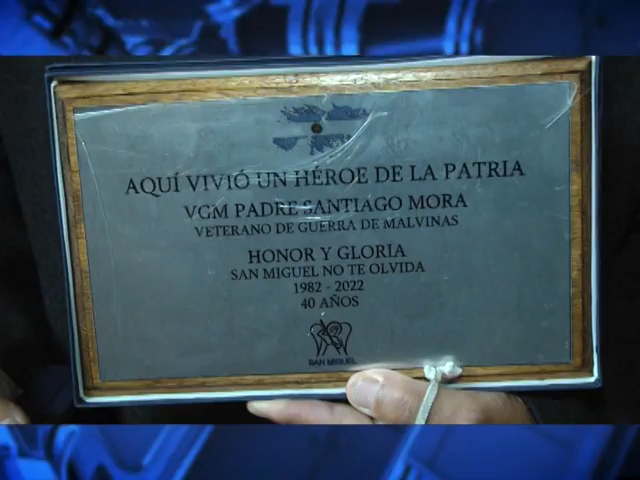 AQUÍ VIVIÓ UN HÉROE DE LA PATRIA
VGM PADRE SANTIAGO MORA
VETERANO DE GUERRA DE MALVINAS
HONOR Y GLORIA
SAN MIGUEL NO TE OLVIDA
1982 - 2022
40 AÑOS
SAN MIGUEL